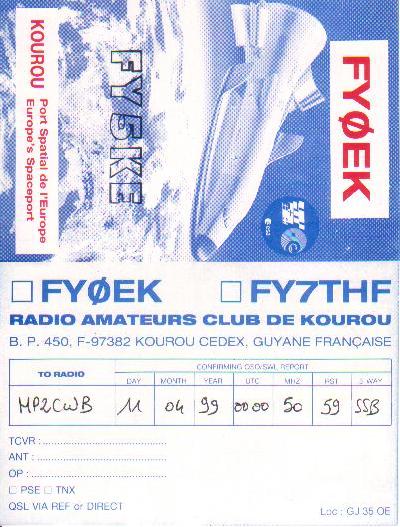 KOUROU
Port Spatial de l'Europe
Europe's Spaceport
FY5KE
FYØEK
esa
☐ FYØEK ☐ FY7THF
RADIO AMATEURS CLUB DE KOUROU
B. P. 450, F-97382 KOUROU CEDEX, GUYANE FRANÇAISE
CONFIRMING QSO/SWL REPORT
TO RADIO DAY MONTH YEAR UTC MHZ RST 2 WAY
MP2CWB 11 04 99 0000 50 59 SSB
TCVR :
ANT :
OP :
☐ PSE ☐ TNX
QSL VIA REF or DIRECT
Loc : GJ 35 OE